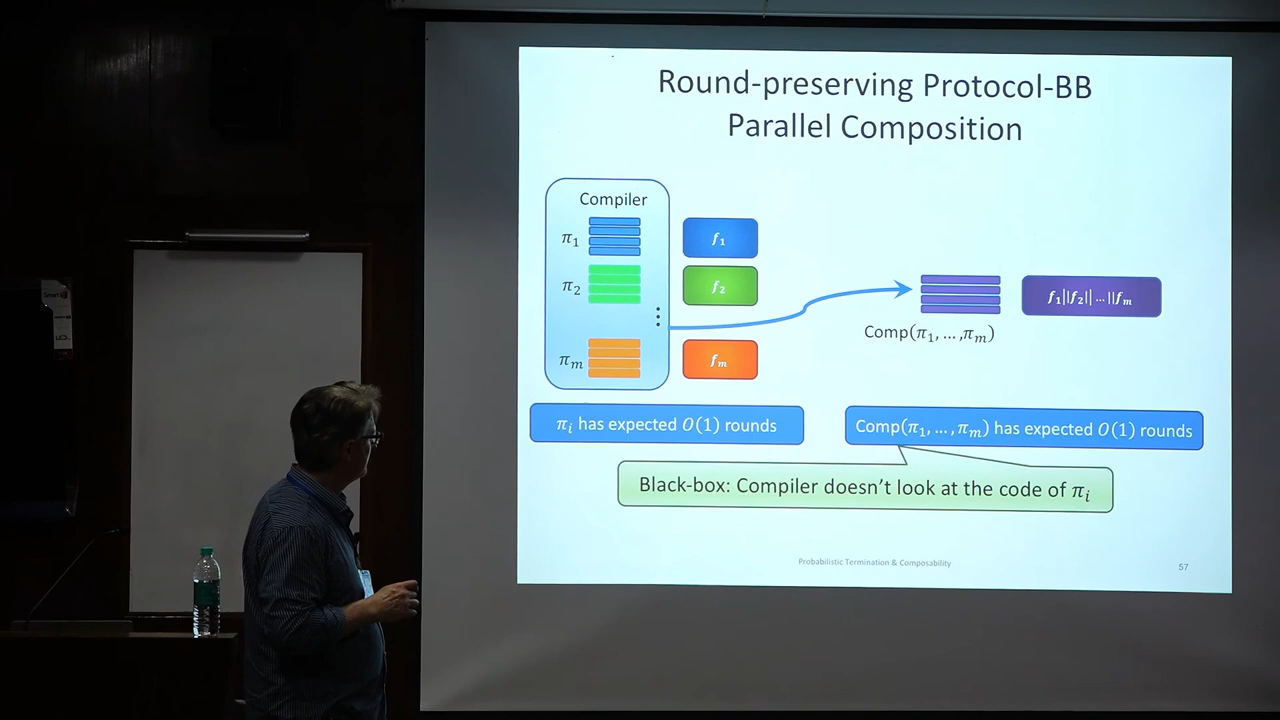 Round-preserving Protocol-BB
Parallel Composition
Compiler
π₁
f₁
π₂
f₂
⋮
πₘ
fₘ
f₁||f₂|| ... ||fₘ
Comp(π₁, ... ,πₘ)
πᵢ has expected O(1) rounds
Comp(π₁, ... ,πₘ) has expected O(1) rounds
Black-box: Compiler doesn't look at the code of πᵢ
Probabilistic Termination & Composability
57